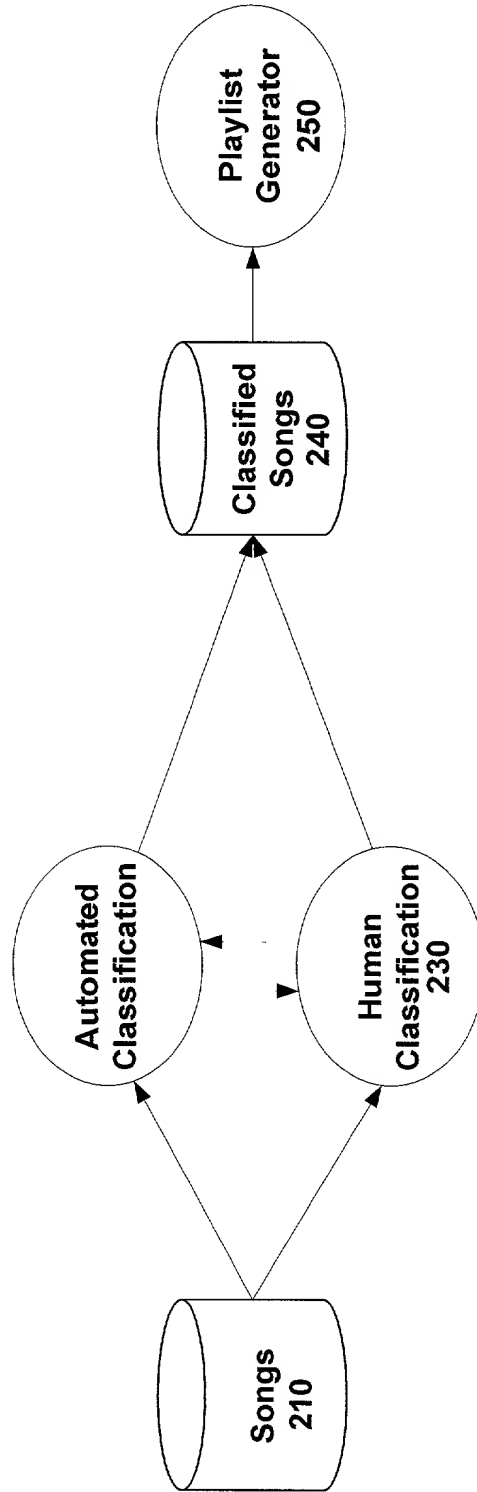 Songs
210
Automated
Classification
Human
Classification
230
Classified
Songs
240
Playlist
Generator
250